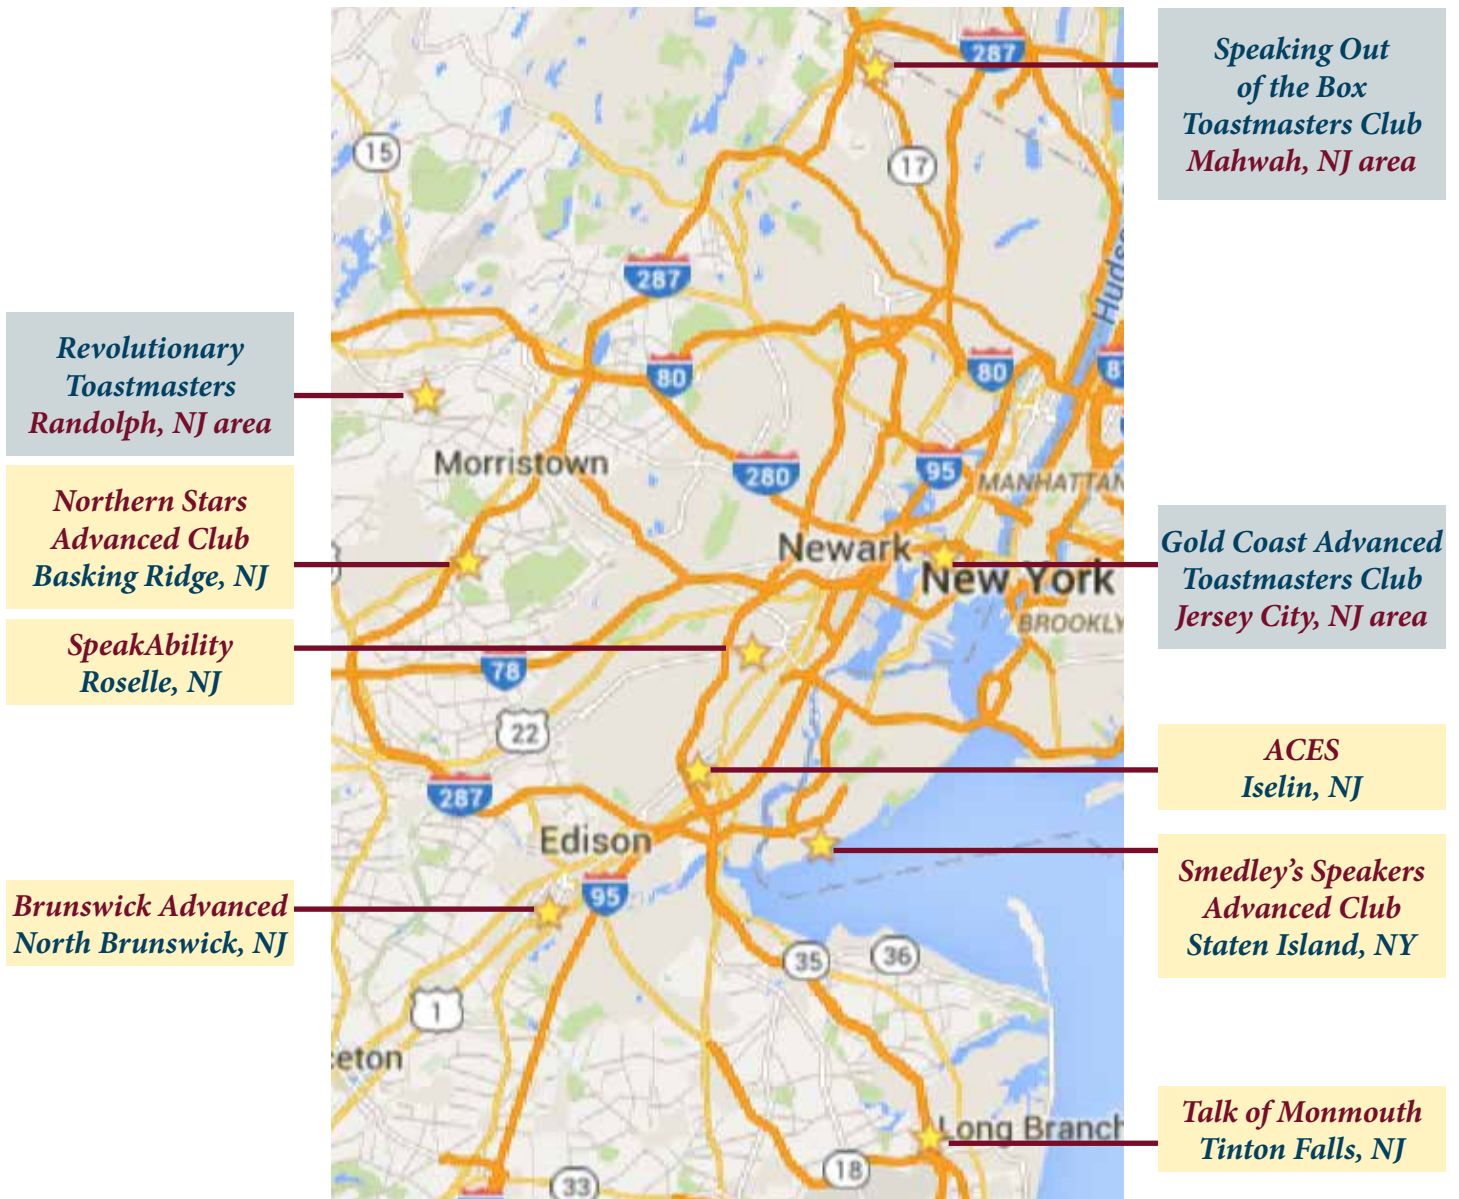 Speaking Out
of the Box
Toastmasters Club
Mahwah, NJ area
287
15
17
Revolutionary
Toastmasters
Randolph, NJ area
287
80
80
Northern Stars
Advanced Club
Basking Ridge, NJ
Morristown
280
95
MANHATTAN
Gold Coast Advanced
Toastmasters Club
Jersey City, NJ area
Newark
New York
BROOKLY
SpeakAbility
Roselle, NJ
78
22
ACES
Iselin, NJ
287
Edison
Smedley's Speakers
Advanced Club
Staten Island, NY
Brunswick Advanced
North Brunswick, NJ
95
35
36
1
ceton
Talk of Monmouth
Tinton Falls, NJ
Long Branch
18
33
Huds